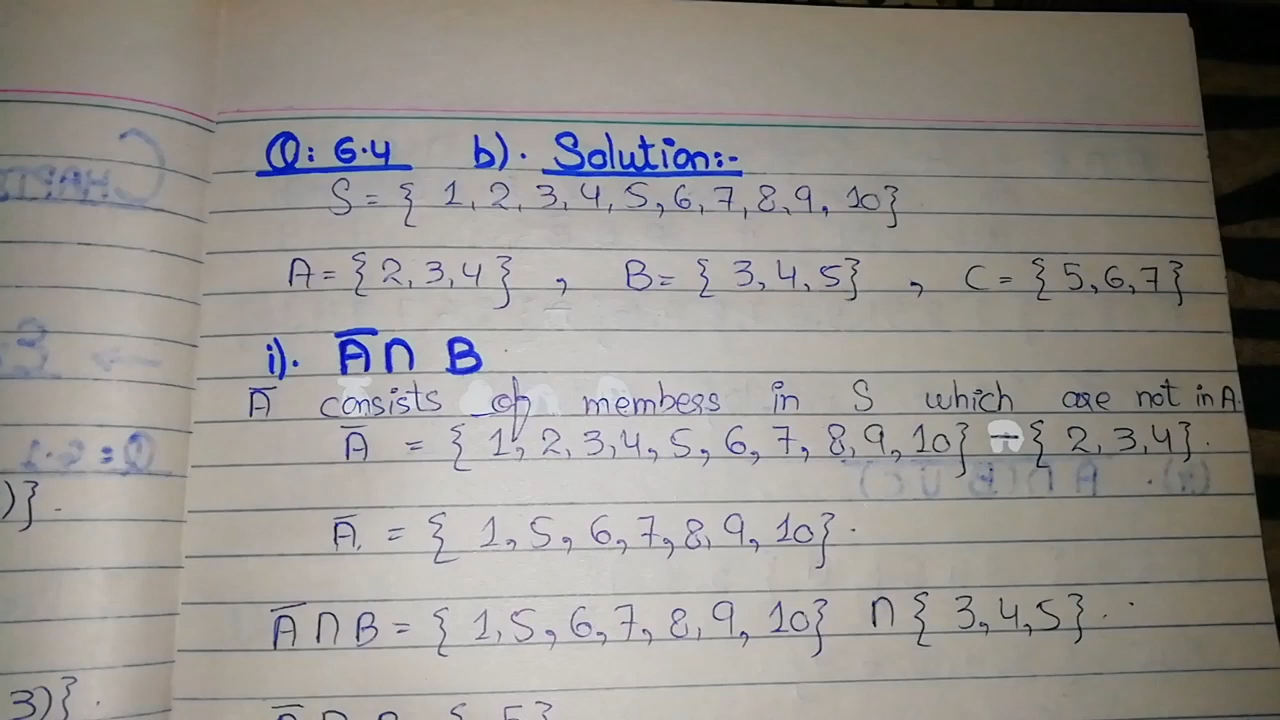 Q: 6.4 b). Solution:-
S = { 1, 2, 3, 4, 5, 6, 7, 8, 9, 10}
A = { 2, 3, 4 } , B = { 3, 4, 5} , C = { 5, 6, 7}
i). A̅ ∩ B
A̅ consists of members in S which are not in A.
A̅ = { 1, 2, 3, 4, 5, 6, 7, 8, 9, 10} - { 2, 3, 4}.
A̅ = { 1, 5, 6, 7, 8, 9, 10}.
)}.
A̅ ∩ B = { 1, 5, 6, 7, 8, 9, 10} ∩ { 3, 4, 5}.
3)}.